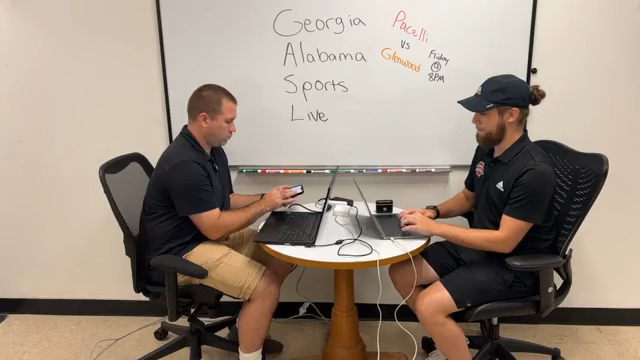 Georgia
Alabama
Sports
Live
Pacelli
vs
Glenwood
Friday
@
8PM